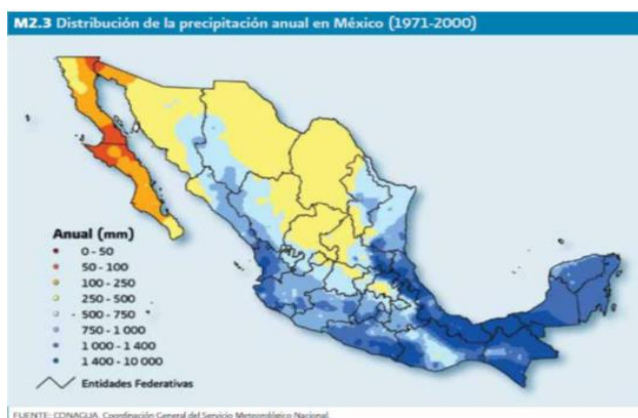 M2.3 Distribución de la precipitación anual en México (1971-2000)
Anual (mm)
0 - 50
50 - 100
100 - 250
250 - 500
500 - 750
750 - 1 000
1 000 - 1 400
1 400 - 10 000
Entidades Federativas
FUENTE: CONAGUA. Coordinación General del Servicio Meteorológico Nacional.